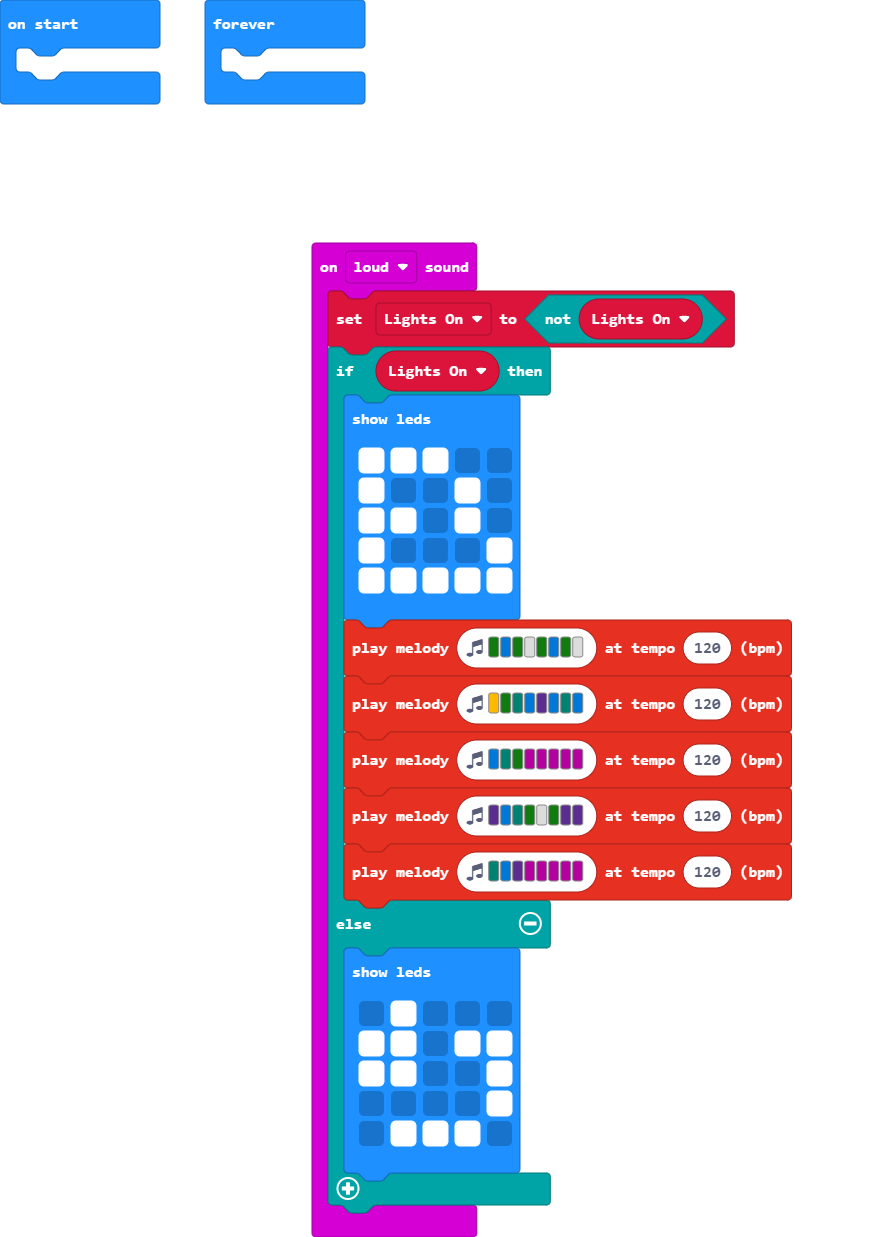 on start
forever
on loud sound
set Lights On to not Lights On
if Lights On then
show leds
play melody at tempo 120 (bpm)
play melody at tempo 120 (bpm)
play melody at tempo 120 (bpm)
play melody at tempo 120 (bpm)
play melody at tempo 120 (bpm)
else
show leds